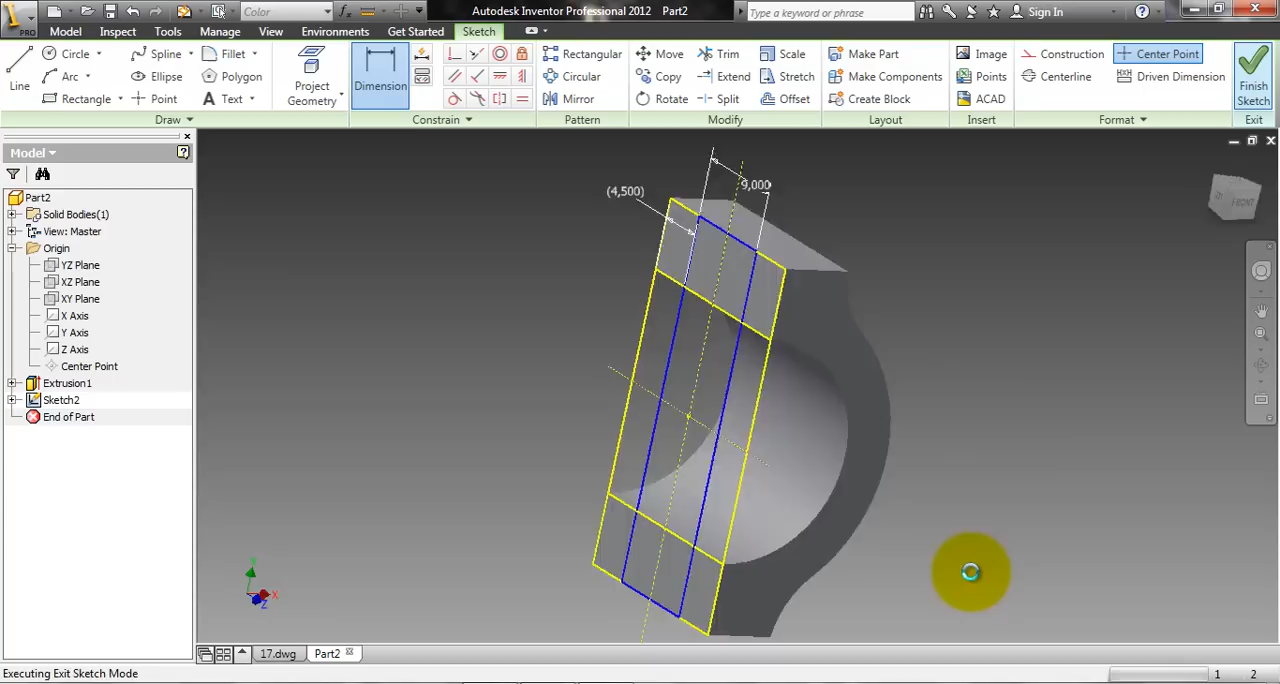 PRO
Color
Autodesk Inventor Professional 2012 Part2
Type a keyword or phrase
Sign In
Model Inspect Tools Manage View Environments Get Started Sketch
Line
Circle
Arc
Rectangle
Spline
Ellipse
Point
Fillet
Polygon
Text
Project
Geometry
Dimension
Rectangular
Circular
Mirror
Move
Copy
Rotate
Trim
Extend
Split
Scale
Stretch
Offset
Make Part
Make Components
Create Block
Image
Points
ACAD
Construction
Centerline
Center Point
Driven Dimension
Finish
Sketch
Draw Constrain Pattern Modify Layout Insert Format Exit
Model
Part2
Solid Bodies(1)
View: Master
Origin
YZ Plane
XZ Plane
XY Plane
X Axis
Y Axis
Z Axis
Center Point
Extrusion1
Sketch2
End of Part
(4,500)
9,000
FRONT
X
Z
17.dwg Part2
Executing Exit Sketch Mode 1 2